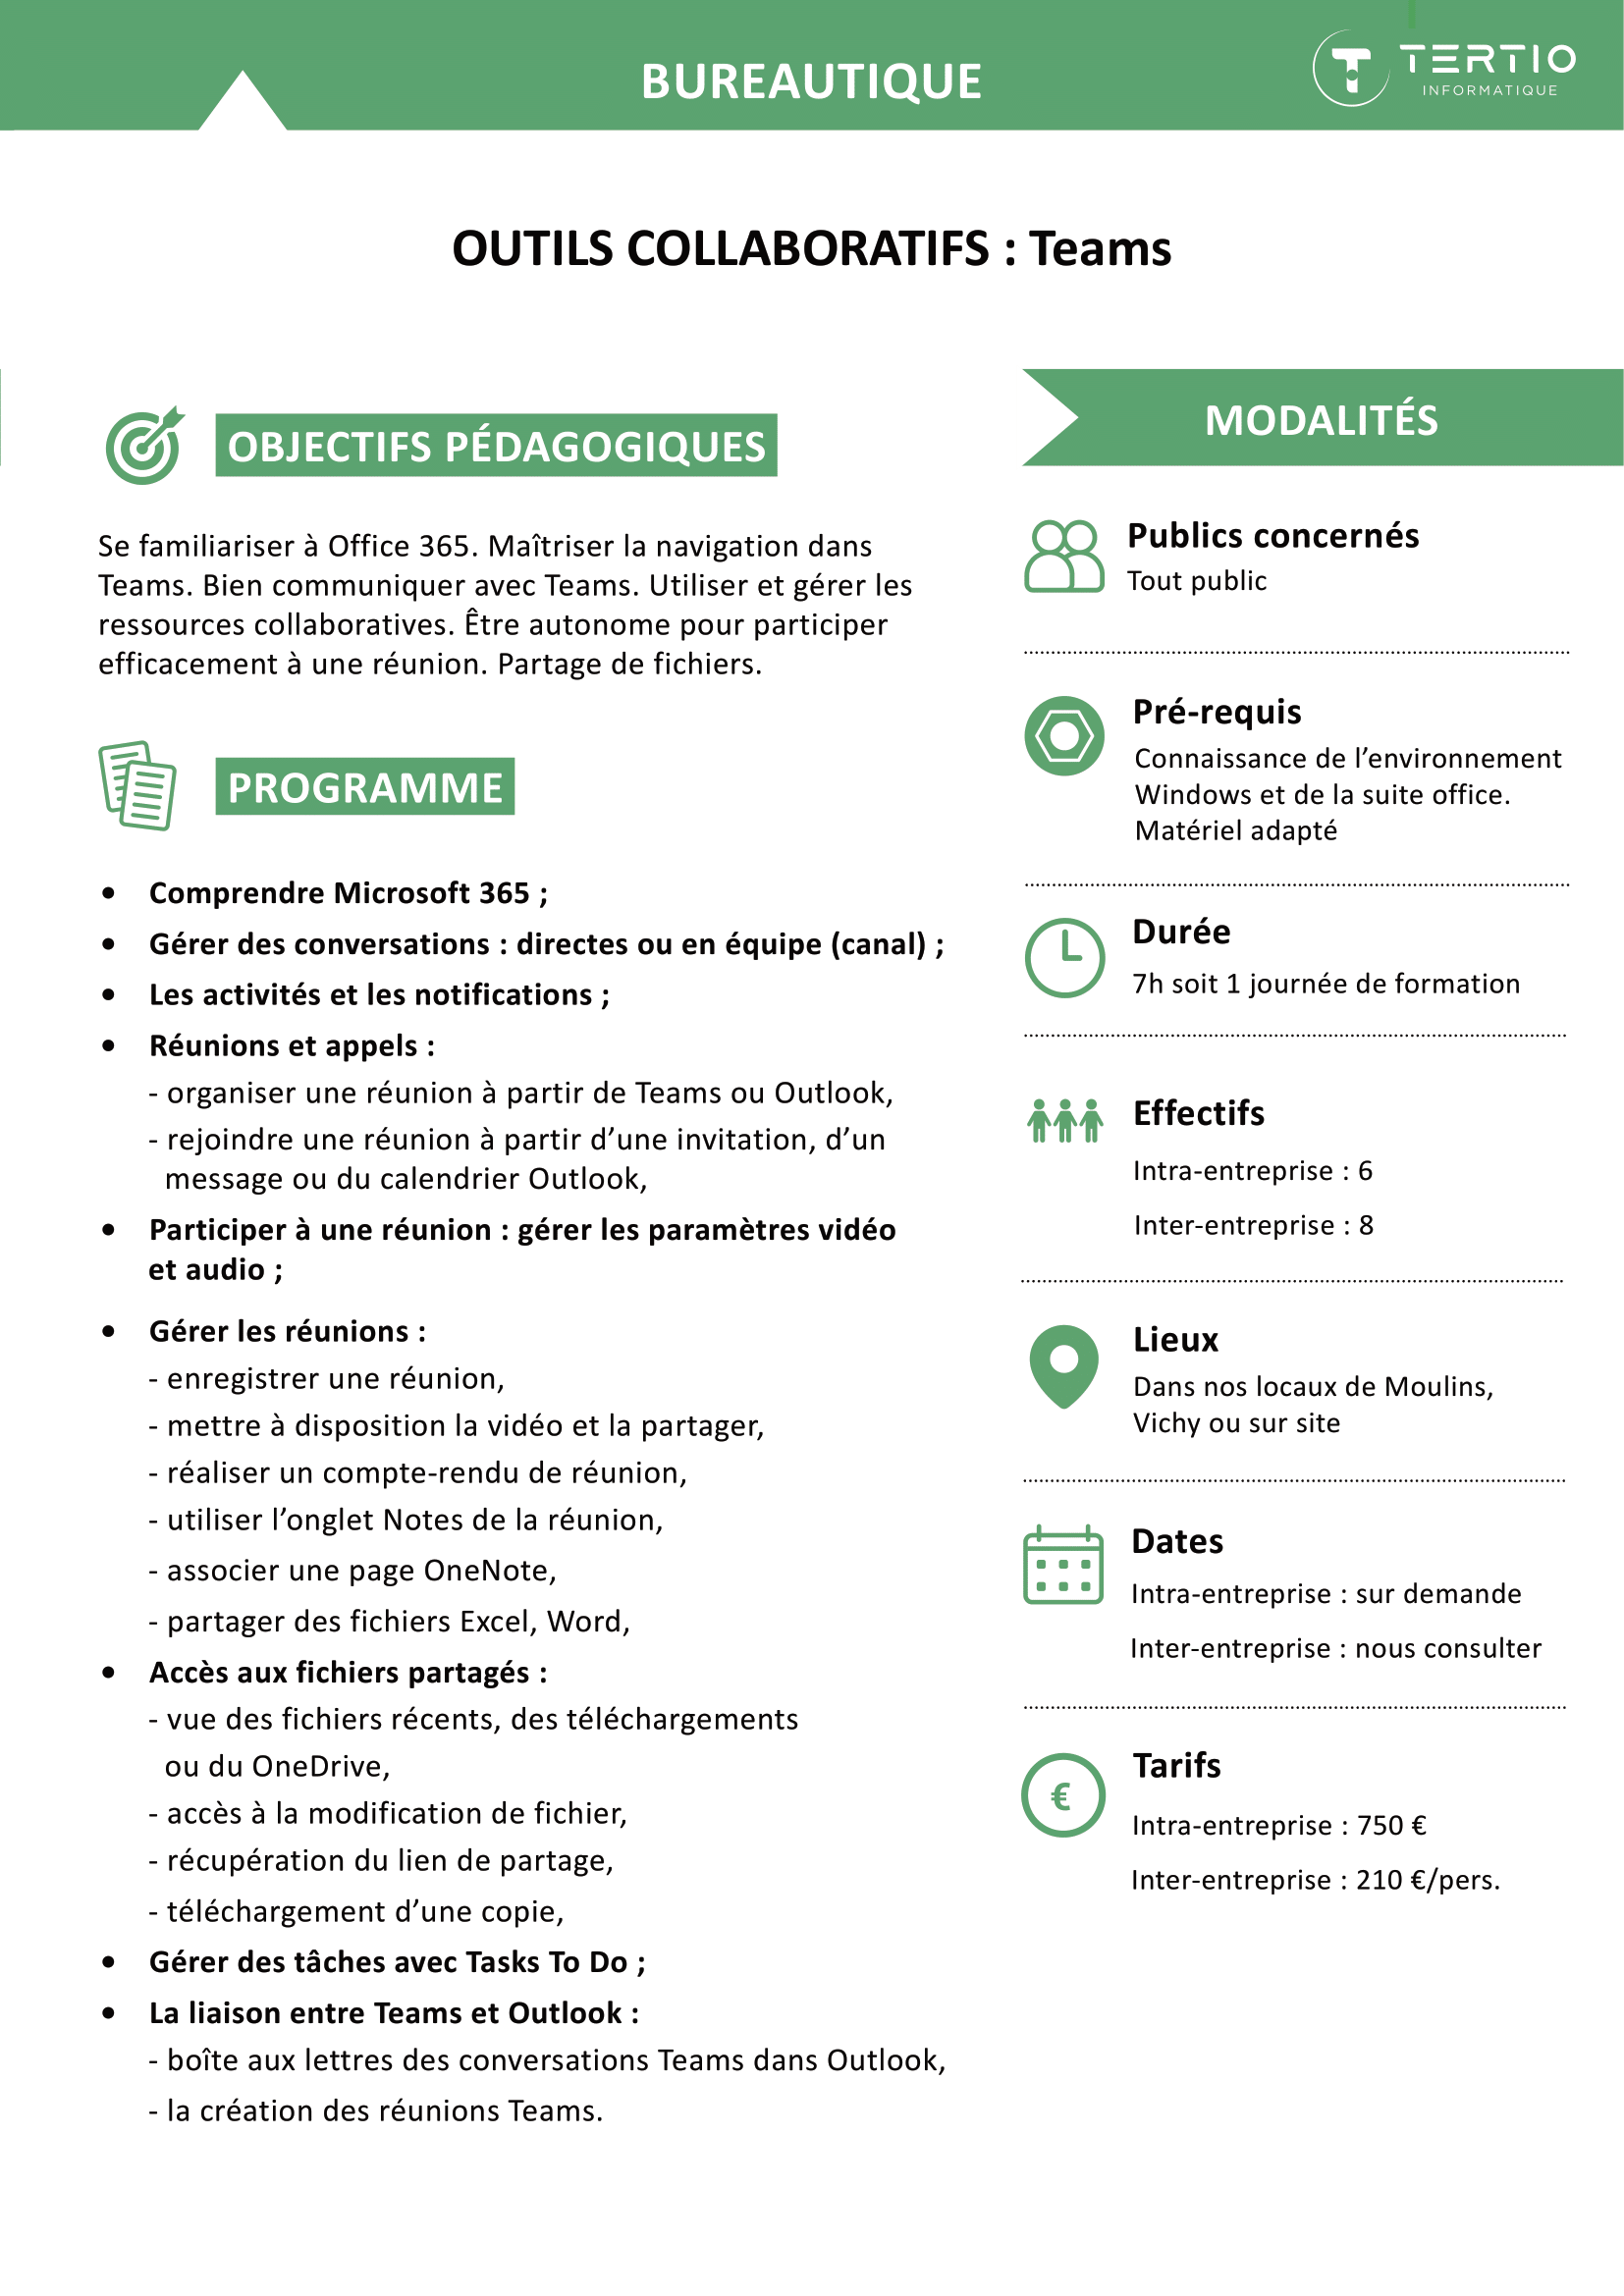 BUREAUTIQUE
TERTIO
INFORMATIQUE
OUTILS COLLABORATIFS : Teams
OBJECTIFS PÉDAGOGIQUES
Se familiariser à Office 365. Maîtriser la navigation dans
Teams. Bien communiquer avec Teams. Utiliser et gérer les
ressources collaboratives. Être autonome pour participer
efficacement à une réunion. Partage de fichiers.
PROGRAMME
• Comprendre Microsoft 365 ;
• Gérer des conversations : directes ou en équipe (canal) ;
• Les activités et les notifications ;
• Réunions et appels :
- organiser une réunion à partir de Teams ou Outlook,
- rejoindre une réunion à partir d’une invitation, d’un
message ou du calendrier Outlook,
• Participer à une réunion : gérer les paramètres vidéo
et audio ;
• Gérer les réunions :
- enregistrer une réunion,
- mettre à disposition la vidéo et la partager,
- réaliser un compte-rendu de réunion,
- utiliser l’onglet Notes de la réunion,
- associer une page OneNote,
- partager des fichiers Excel, Word,
• Accès aux fichiers partagés :
- vue des fichiers récents, des téléchargements
ou du OneDrive,
- accès à la modification de fichier,
- récupération du lien de partage,
- téléchargement d’une copie,
• Gérer des tâches avec Tasks To Do ;
• La liaison entre Teams et Outlook :
- boîte aux lettres des conversations Teams dans Outlook,
- la création des réunions Teams.
MODALITÉS
Publics concernés
Tout public
Pré-requis
Connaissance de l’environnement
Windows et de la suite office.
Matériel adapté
Durée
7h soit 1 journée de formation
Effectifs
Intra-entreprise : 6
Inter-entreprise : 8
Lieux
Dans nos locaux de Moulins,
Vichy ou sur site
Dates
Intra-entreprise : sur demande
Inter-entreprise : nous consulter
€
Tarifs
Intra-entreprise : 750 €
Inter-entreprise : 210 €/pers.